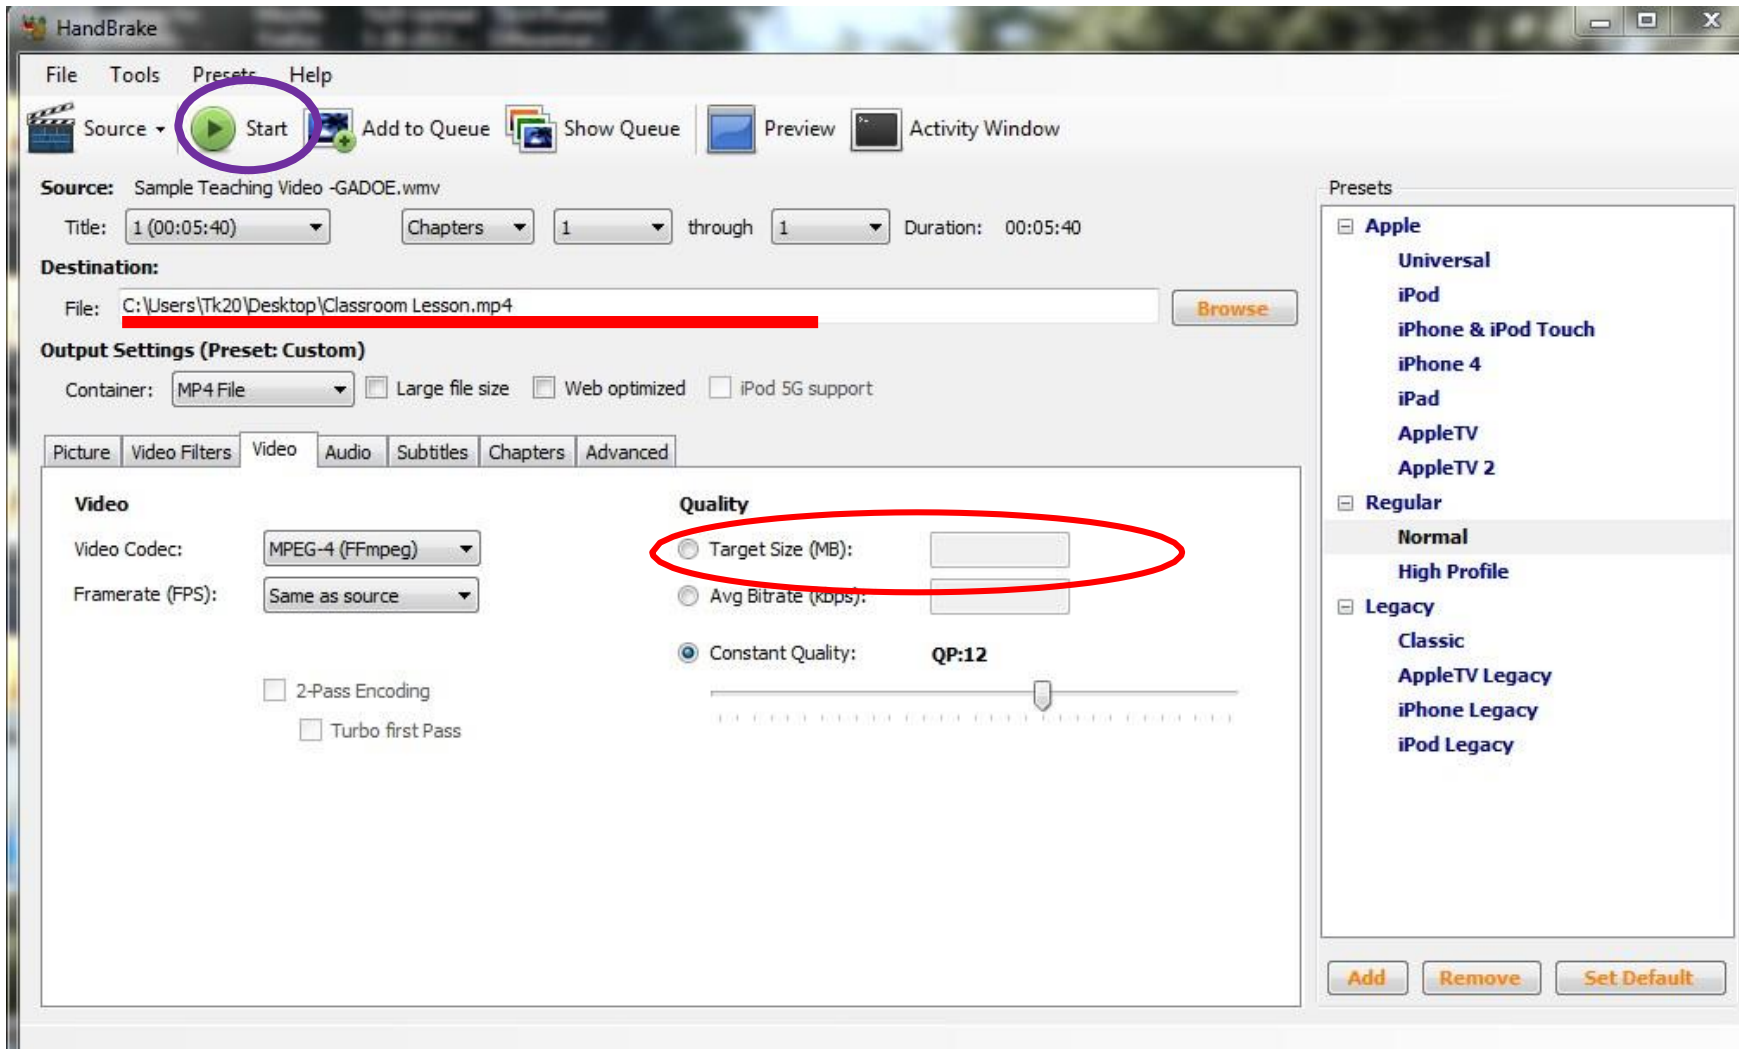 HandBrake
File Tools Presets Help
Source Start Add to Queue Show Queue Preview Activity Window
Source: Sample Teaching Video -GADOE.wmv
Title: 1 (00:05:40) Chapters 1 through 1 Duration: 00:05:40
Destination:
File: C:\Users\Tk20\Desktop\Classroom Lesson.mp4 Browse
Output Settings (Preset: Custom)
Container: MP4 File Large file size Web optimized iPod 5G support
Picture Video Filters Video Audio Subtitles Chapters Advanced
Video
Video Codec: MPEG-4 (FFmpeg)
Framerate (FPS): Same as source
2-Pass Encoding
Turbo first Pass
Quality
Target Size (MB):
Avg Bitrate (kbps):
Constant Quality: QP:12
Presets
Apple
Universal
iPod
iPhone & iPod Touch
iPhone 4
iPad
AppleTV
AppleTV 2
Regular
Normal
High Profile
Legacy
Classic
AppleTV Legacy
iPhone Legacy
iPod Legacy
Add Remove Set Default